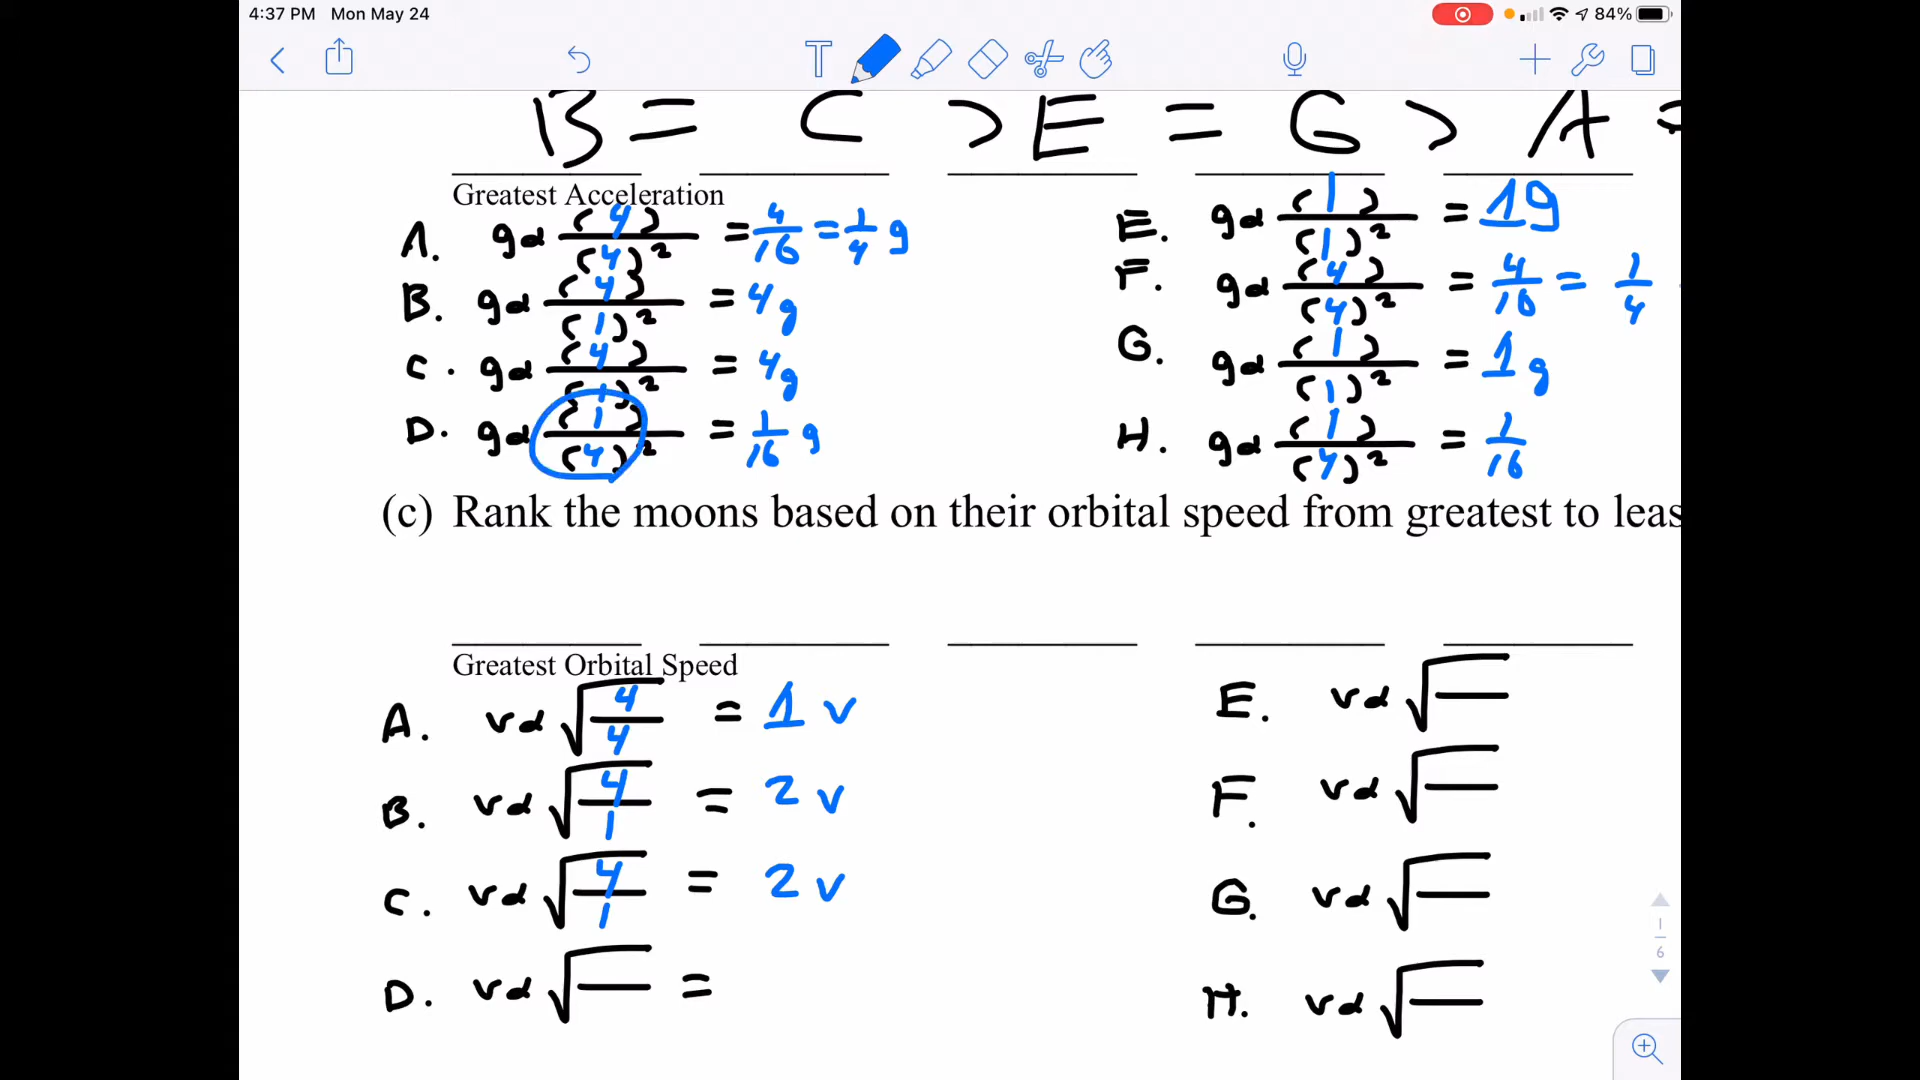 4:37 PM Mon May 24 84%
T
B = C > E = G > A =
Greatest Acceleration
A. g α (4) / (4)² = 4/16 = 1/4 g
B. g α (4) / (1)² = 4g
C. g α (4) / (1)² = 4g
D. g α (1) / (4)² = 1/16 g
E. g α (1) / (1)² = 1g
F. g α (4) / (4)² = 4/16 = 1/4
G. g α (1) / (1)² = 1g
H. g α (1) / (4)² = 1/16
(c) Rank the moons based on their orbital speed from greatest to leas
Greatest Orbital Speed
A. v α √4/4 = 1 v
B. v α √4/1 = 2 v
C. v α √4/1 = 2 v
D. v α √ =
E. v α √
F. v α √
G. v α √
H. v α √
1
6